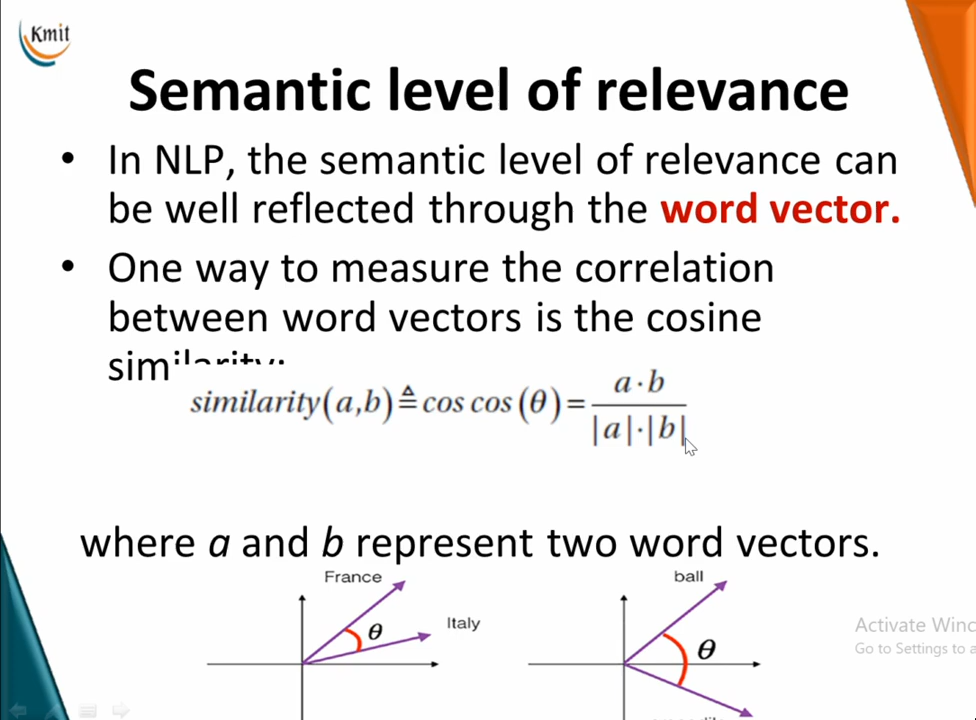 Kmit
Semantic level of relevance
• In NLP, the semantic level of relevance can
be well reflected through the word vector.
• One way to measure the correlation
between word vectors is the cosine
similarity:
similarity(a,b)≜cos cos(θ)=a·b/|a|·|b|
where a and b represent two word vectors.
France
ball
Italy
θ
θ
Activate Winc
Go to Settings to a